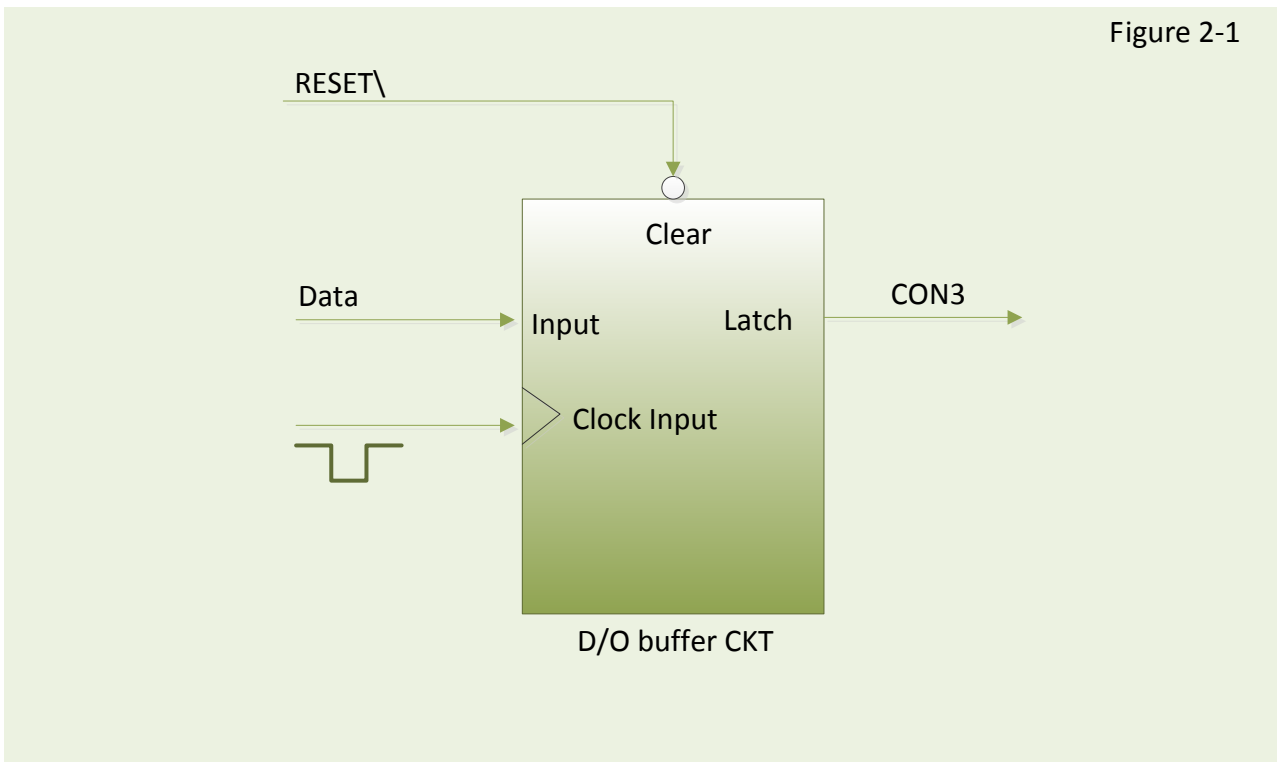 Figure 2-1
RESET\
Clear
Data
CON3
Input
Latch
Clock Input
D/O buffer CKT